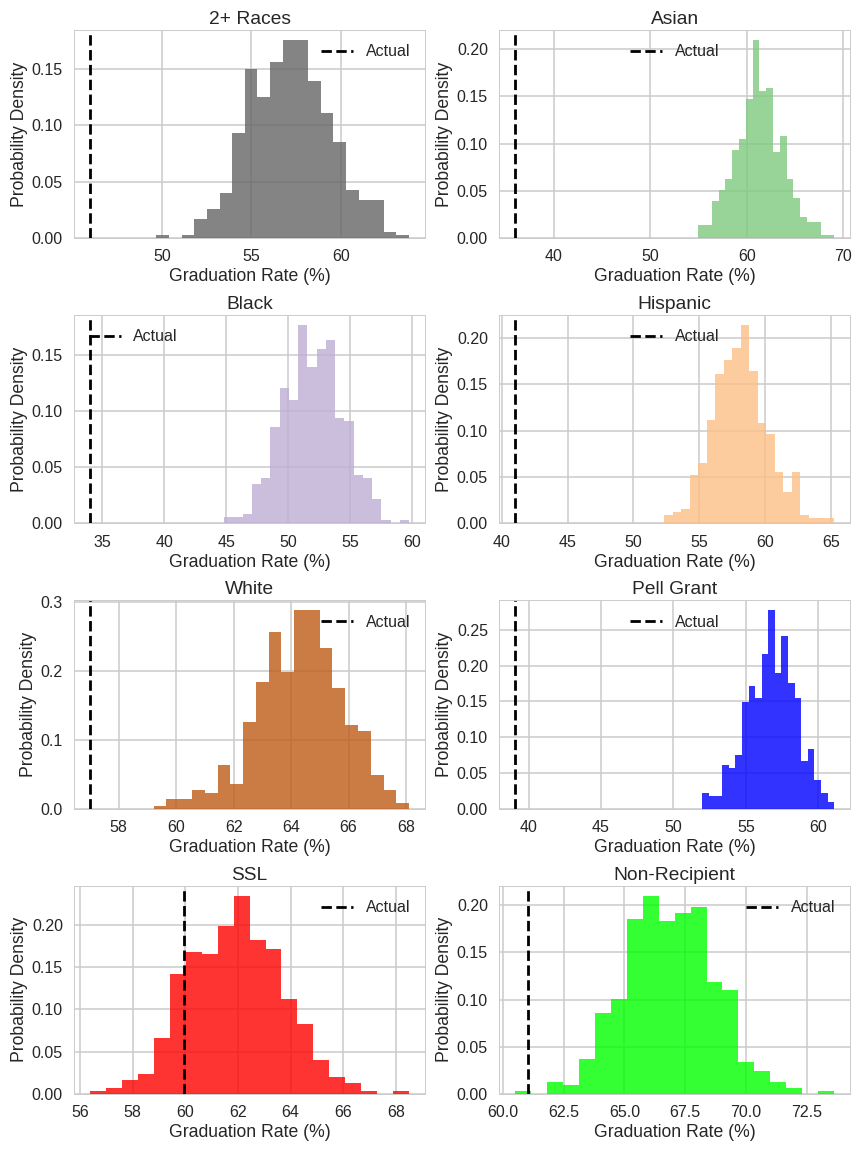 2+ Races
Actual
Probability Density
0.15
0.10
0.05
0.00
50 55 60
Graduation Rate (%)
Asian
Actual
Probability Density
0.20
0.15
0.10
0.05
0.00
40 50 60 70
Graduation Rate (%)
Black
Actual
Probability Density
0.15
0.10
0.05
0.00
35 40 45 50 55 60
Graduation Rate (%)
Hispanic
Actual
Probability Density
0.20
0.15
0.10
0.05
0.00
40 45 50 55 60 65
Graduation Rate (%)
White
Actual
Probability Density
0.3
0.2
0.1
0.0
58 60 62 64 66 68
Graduation Rate (%)
Pell Grant
Actual
Probability Density
0.25
0.20
0.15
0.10
0.05
0.00
40 45 50 55 60
Graduation Rate (%)
SSL
Actual
Probability Density
0.20
0.15
0.10
0.05
0.00
56 58 60 62 64 66 68
Graduation Rate (%)
Non-Recipient
Actual
Probability Density
0.20
0.15
0.10
0.05
0.00
60.0 62.5 65.0 67.5 70.0 72.5
Graduation Rate (%)